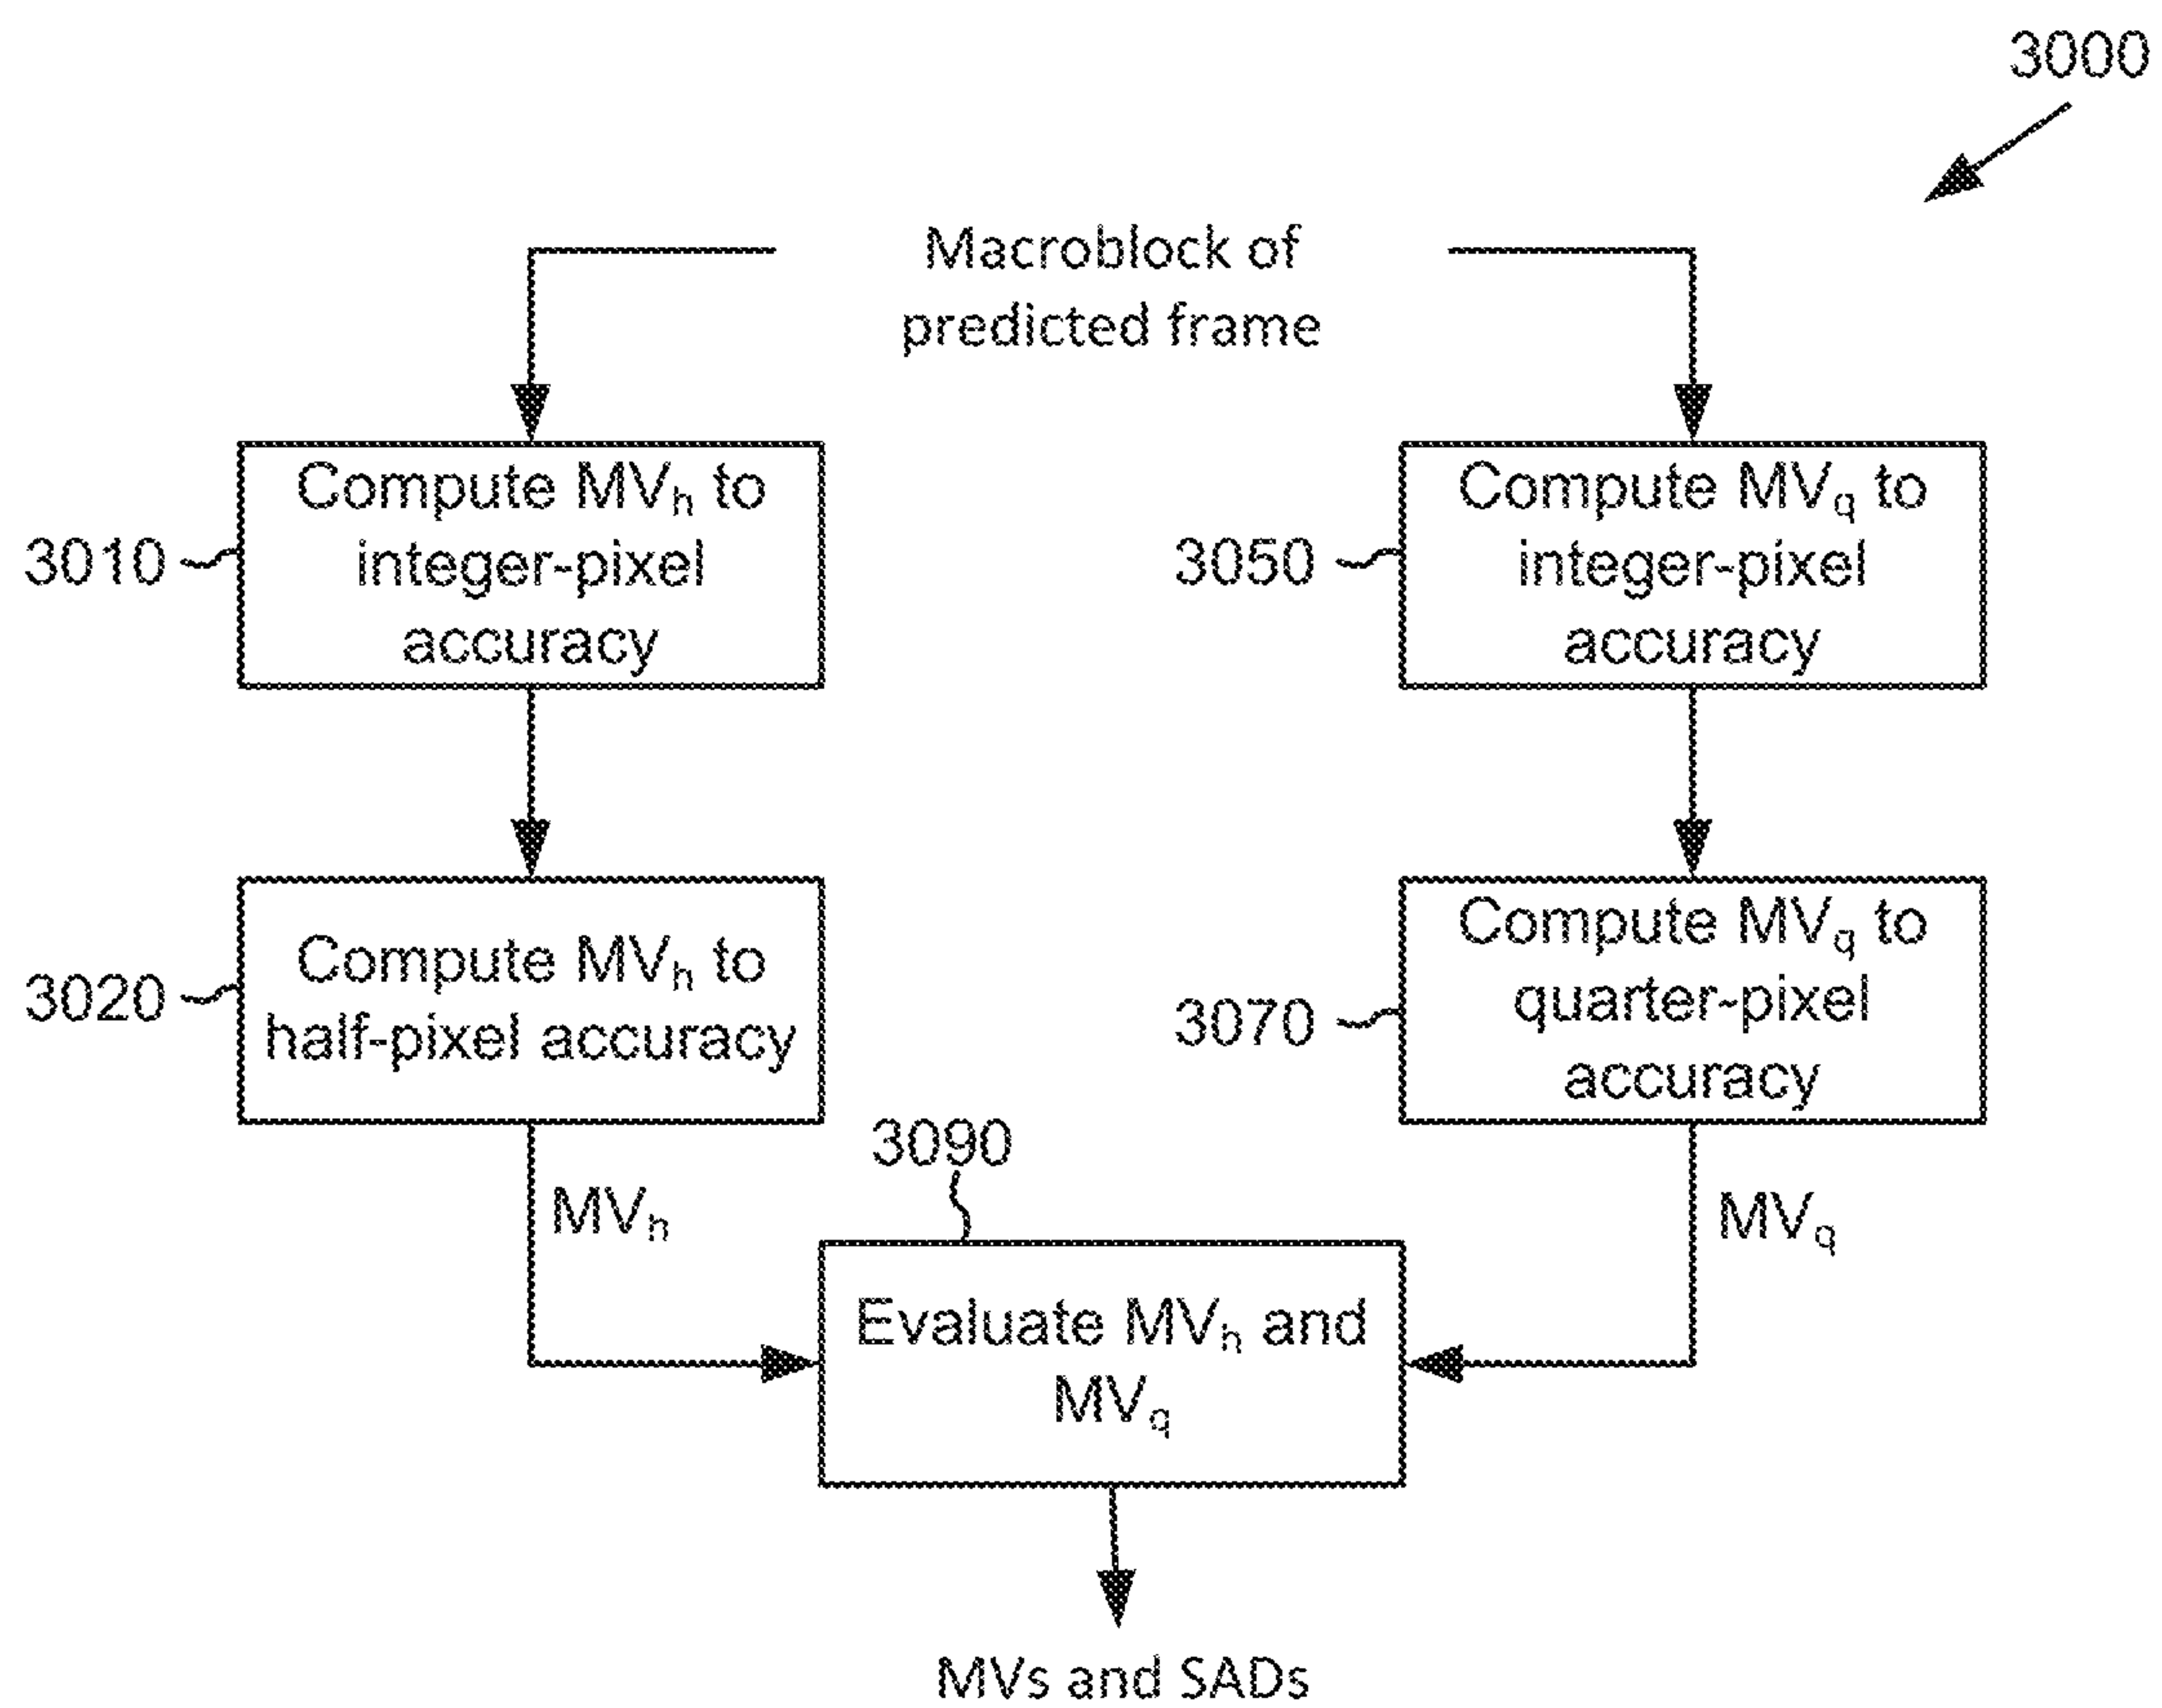 3000
Macroblock of
predicted frame
Compute MVh to
integer-pixel
accuracy
3010
Compute MVq to
integer-pixel
accuracy
3050
Compute MVh to
half-pixel accuracy
3020
Compute MVq to
quarter-pixel
accuracy
3070
3090
MVh
MVq
Evaluate MVh and
MVq
MVs and SADs